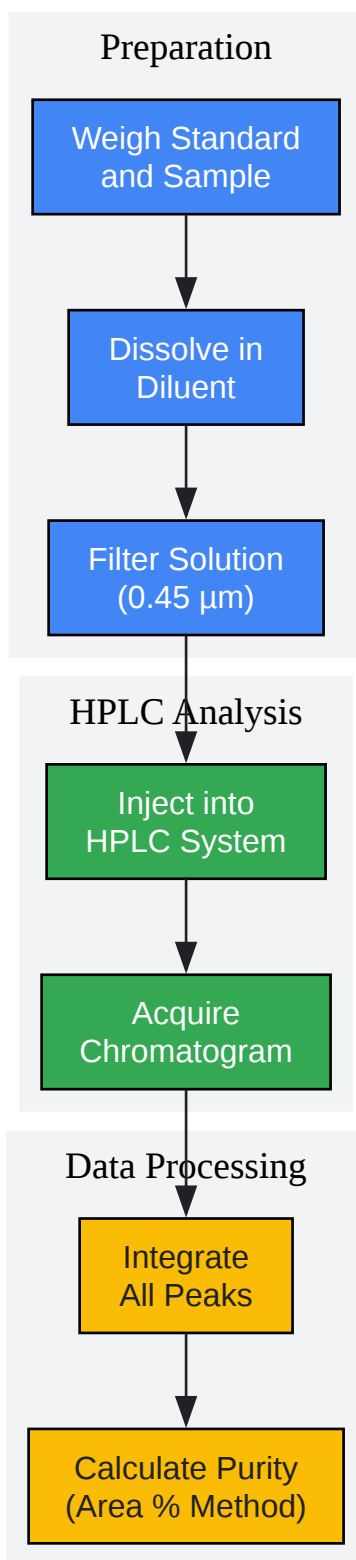 Preparation
Weigh Standard
and Sample
Dissolve in
Diluent
Filter Solution
(0.45 µm)
HPLC Analysis
Inject into
HPLC System
Acquire
Chromatogram
Data Processing
Integrate
All Peaks
Calculate Purity
(Area % Method)